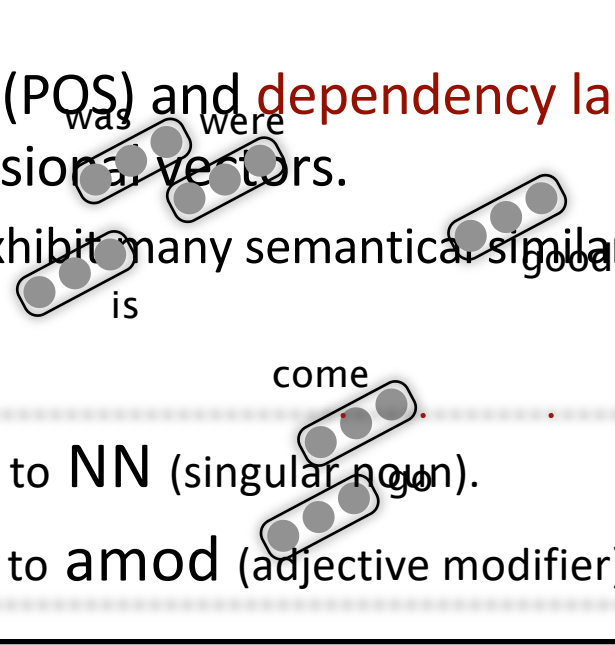 (POS) and dependency la
was were
sional vectors.
xhibit many semantical similar
good
is
come
to NN (singular noun).
go
to amod (adjective modifier)